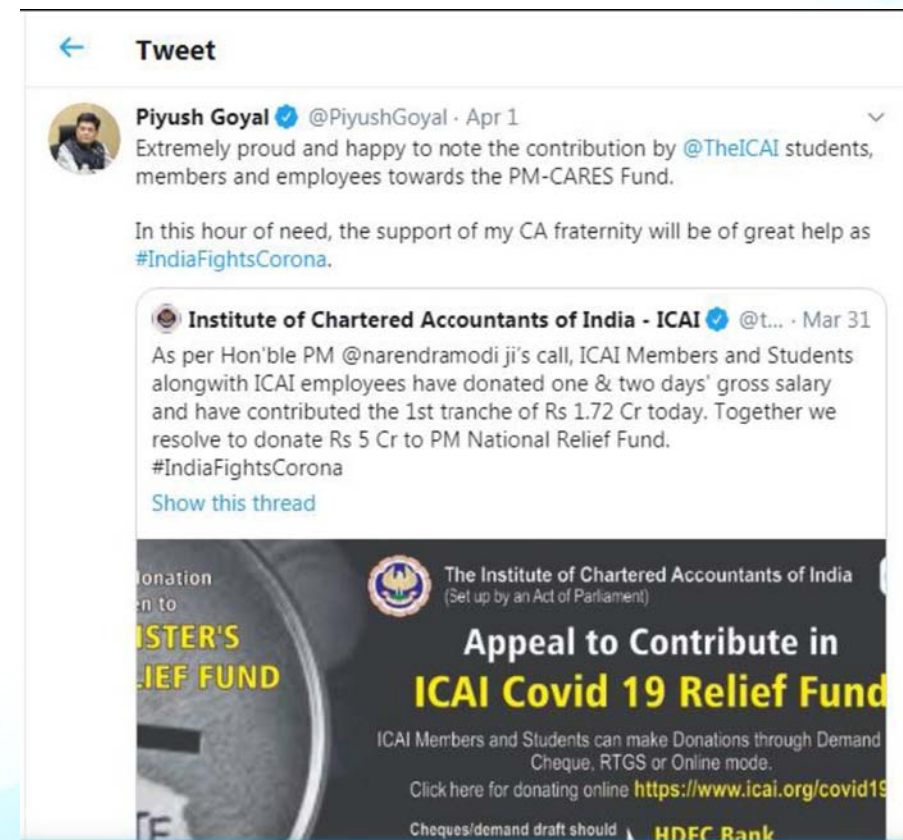 Tweet
Piyush Goyal @PiyushGoyal · Apr 1
Extremely proud and happy to note the contribution by @TheICAI students,
members and employees towards the PM-CARES Fund.
In this hour of need, the support of my CA fraternity will be of great help as
#IndiaFightsCorona.
Institute of Chartered Accountants of India - ICAI @t... · Mar 31
As per Hon'ble PM @narendramodi ji's call, ICAI Members and Students
alongwith ICAI employees have donated one & two days' gross salary
and have contributed the 1st tranche of Rs 1.72 Cr today. Together we
resolve to donate Rs 5 Cr to PM National Relief Fund.
#IndiaFightsCorona
Show this thread
onation
n to
ISTER'S
IEF FUND
The Institute of Chartered Accountants of India
(Set up by an Act of Parliament)
Appeal to Contribute in
ICAI Covid 19 Relief Fund
ICAI Members and Students can make Donations through Demand
Cheque, RTGS or Online mode.
Click here for donating online https://www.icai.org/covid19
Cheques/demand draft should
HDFC Bank